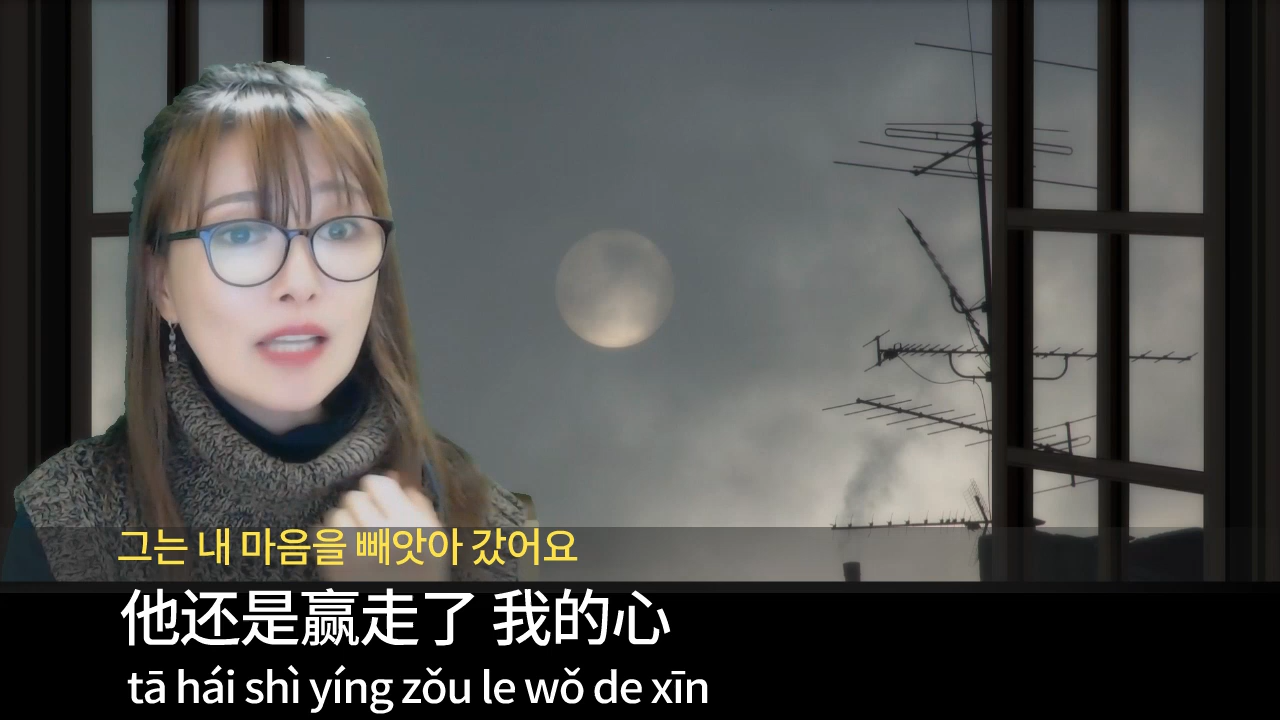 그는 내 마음을 빼앗아 갔어요
他还是赢走了 我的心
tā hái shì yíng zǒu le wǒ de xīn